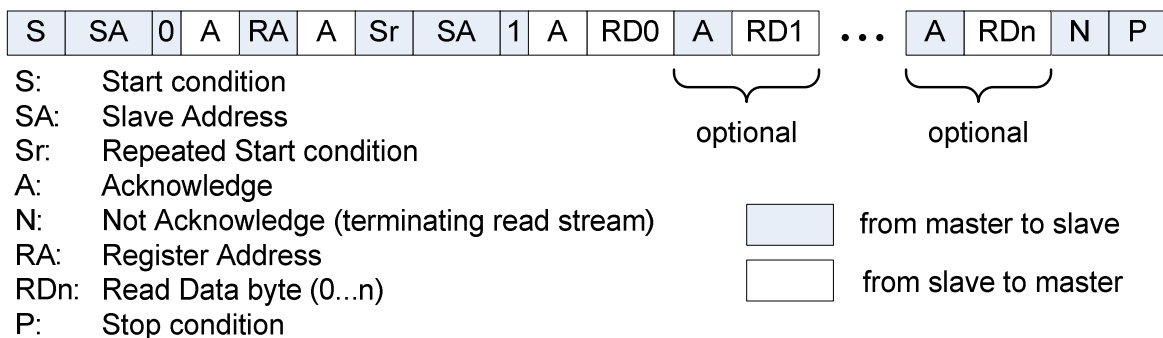 S SA 0 A RA A Sr SA 1 A RD0 A RD1 ••• A RDn N P
S: Start condition
optional optional
SA: Slave Address
Sr: Repeated Start condition
A: Acknowledge
N: Not Acknowledge (terminating read stream)
from master to slave
RA: Register Address
RDn: Read Data byte (0...n)
from slave to master
P: Stop condition